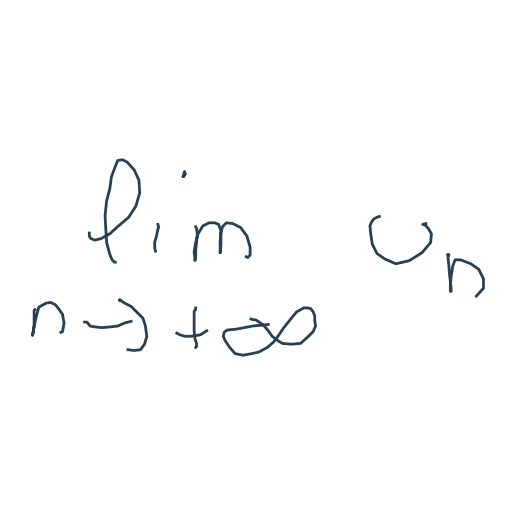 lim u_n
n → +∞